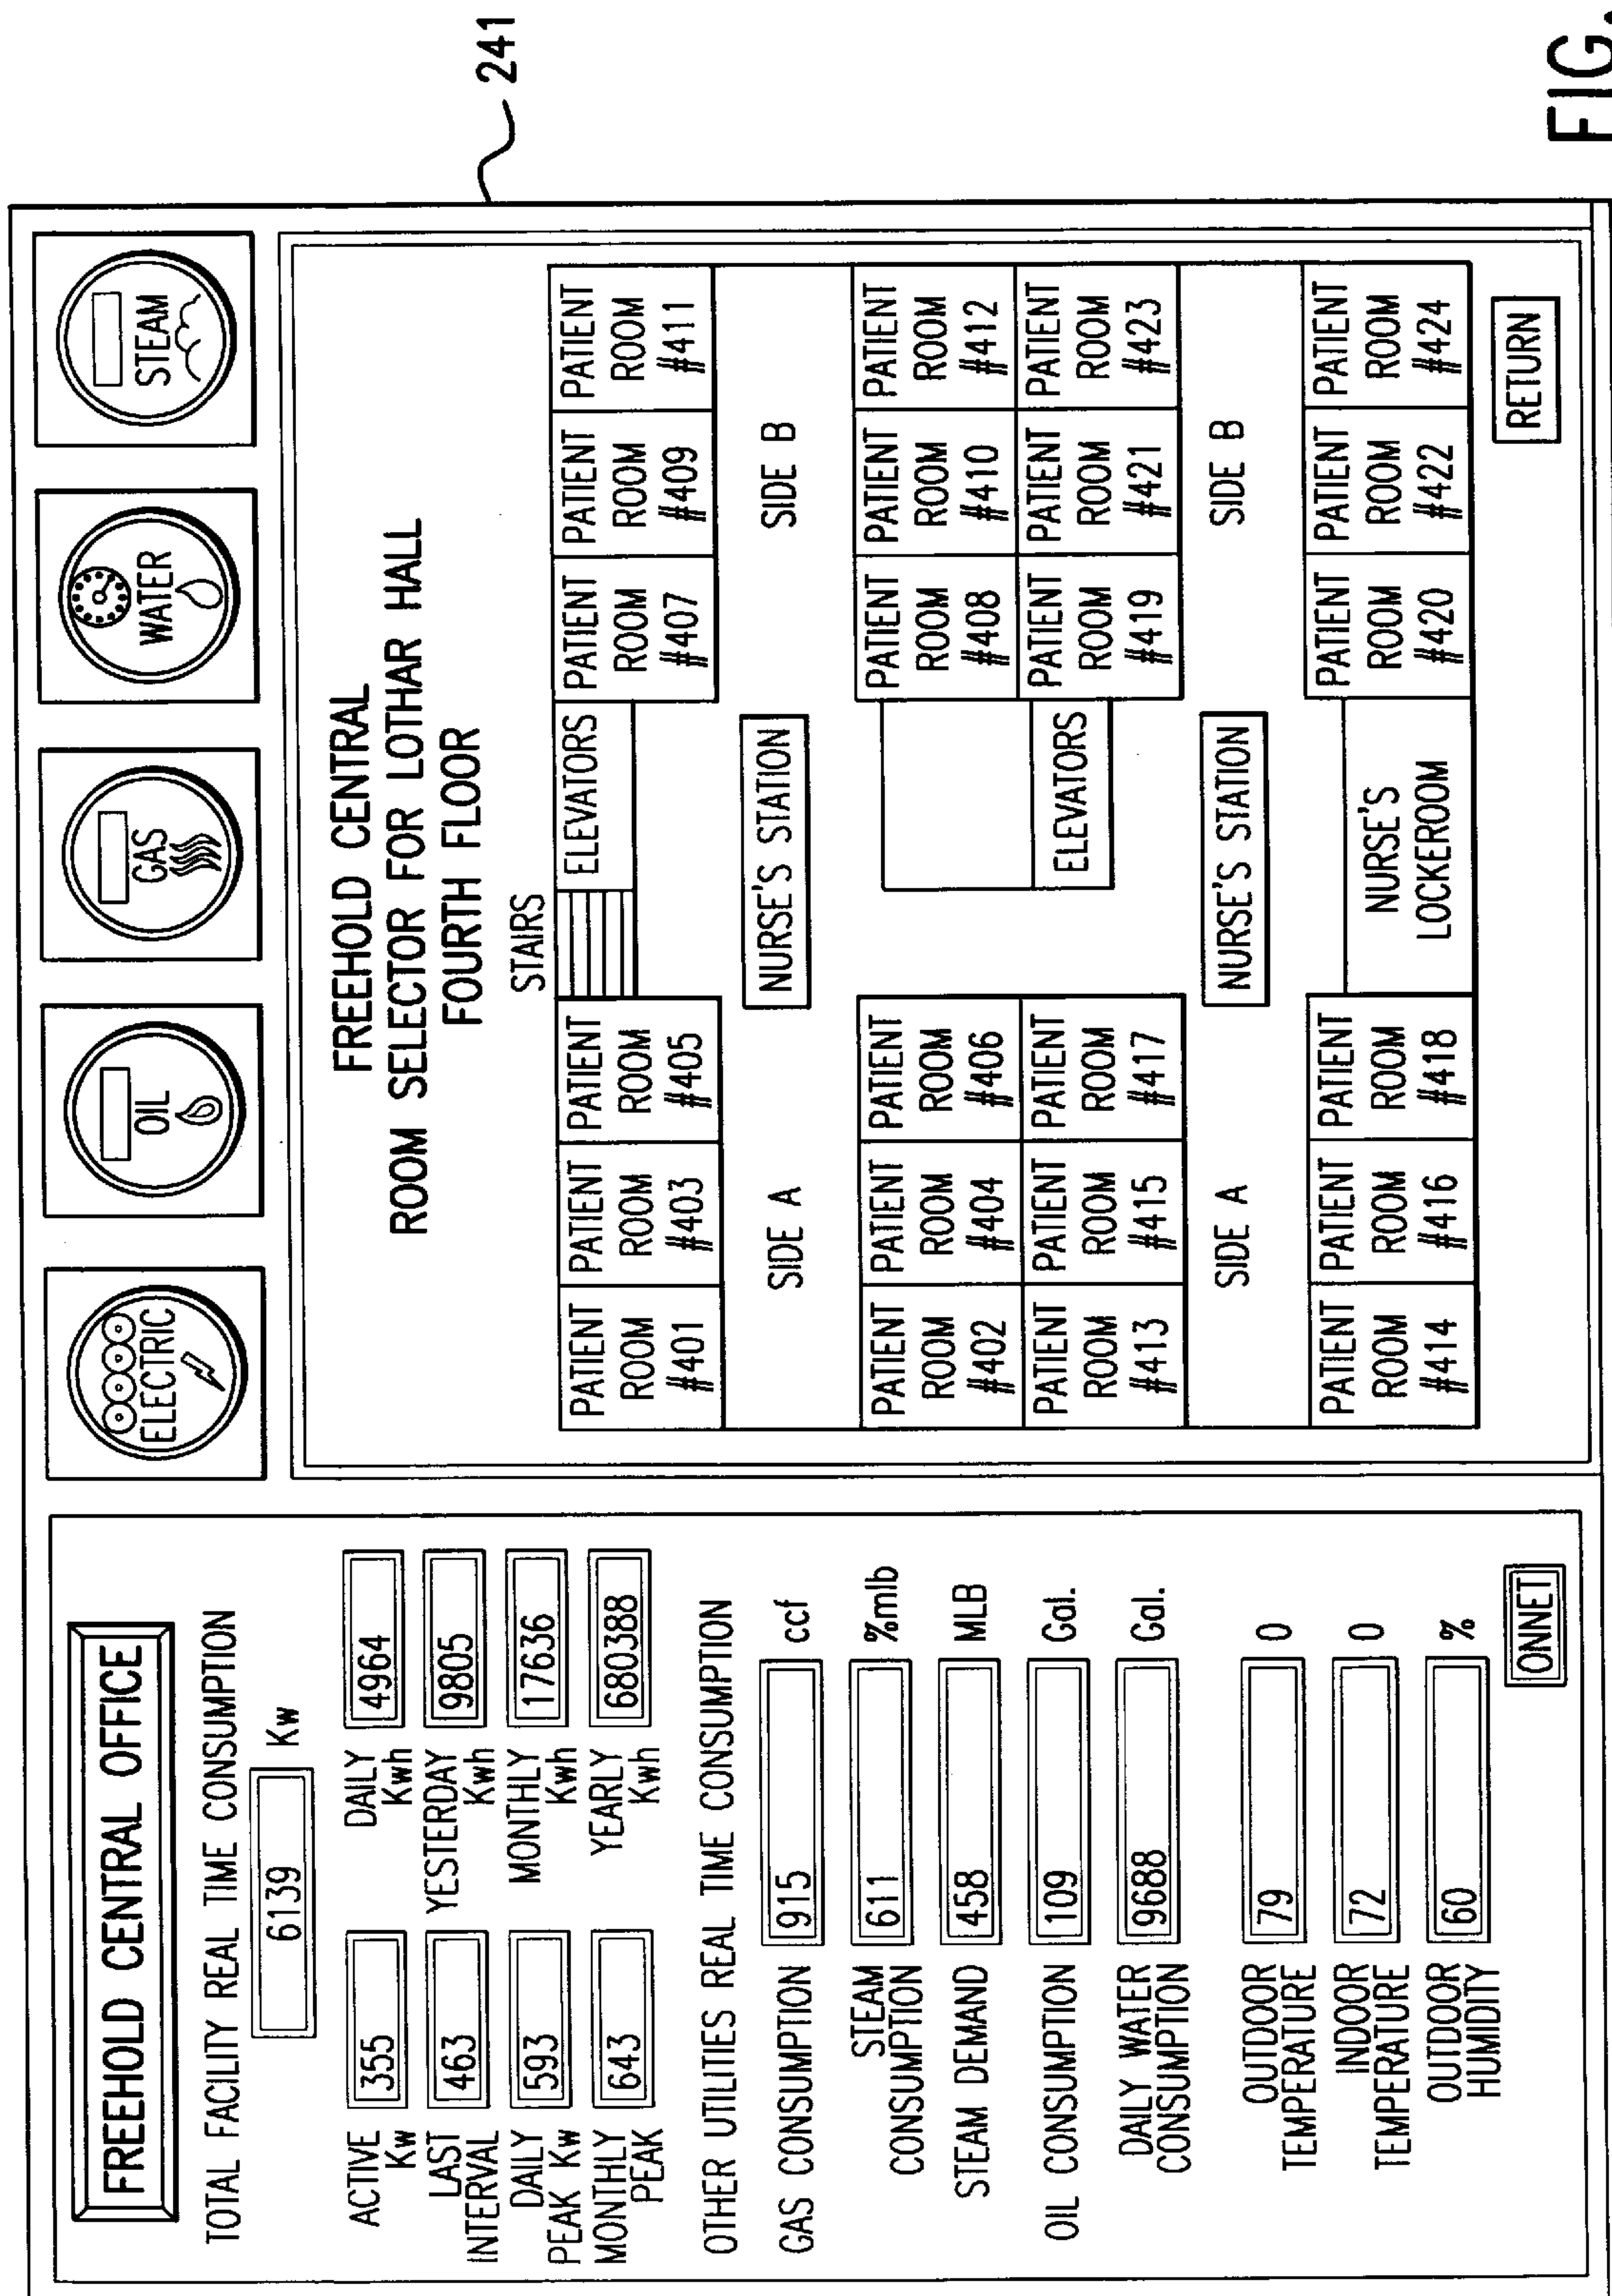 FREEHOLD CENTRAL OFFICE
TOTAL FACILITY REAL TIME CONSUMPTION
6139 Kw
ACTIVE Kw 355 DAILY Kwh 4964
LAST INTERVAL 463 YESTERDAY Kwh 9805
DAILY PEAK Kw 593 MONTHLY Kwh 17636
MONTHLY PEAK 643 YEARLY Kwh 680388
OTHER UTILITIES REAL TIME CONSUMPTION
GAS CONSUMPTION 915 ccf
STEAM CONSUMPTION 611 %mlb
STEAM DEMAND 458 MLB
OIL CONSUMPTION 109 Gal.
DAILY WATER CONSUMPTION 9688 Gal.
OUTDOOR TEMPERATURE 79 O
INDOOR TEMPERATURE 72 O
OUTDOOR HUMIDITY 60 %
ONNET
ELECTRIC OIL GAS WATER STEAM
241
FREEHOLD CENTRAL
ROOM SELECTOR FOR LOTHAR HALL
FOURTH FLOOR
STAIRS
PATIENT PATIENT PATIENT ELEVATORS PATIENT PATIENT PATIENT
ROOM ROOM ROOM ROOM ROOM ROOM
#401 #403 #405 #407 #409 #411
SIDE A NURSE'S STATION SIDE B
PATIENT PATIENT PATIENT PATIENT PATIENT PATIENT
ROOM ROOM ROOM ROOM ROOM ROOM
#402 #404 #406 #408 #410 #412
PATIENT PATIENT PATIENT ELEVATORS PATIENT PATIENT PATIENT
ROOM ROOM ROOM ROOM ROOM ROOM
#413 #415 #417 #419 #421 #423
SIDE A NURSE'S STATION SIDE B
PATIENT PATIENT PATIENT NURSE'S PATIENT PATIENT PATIENT
ROOM ROOM ROOM LOCKEROOM ROOM ROOM ROOM
#414 #416 #418 #420 #422 #424
RETURN
FIG.